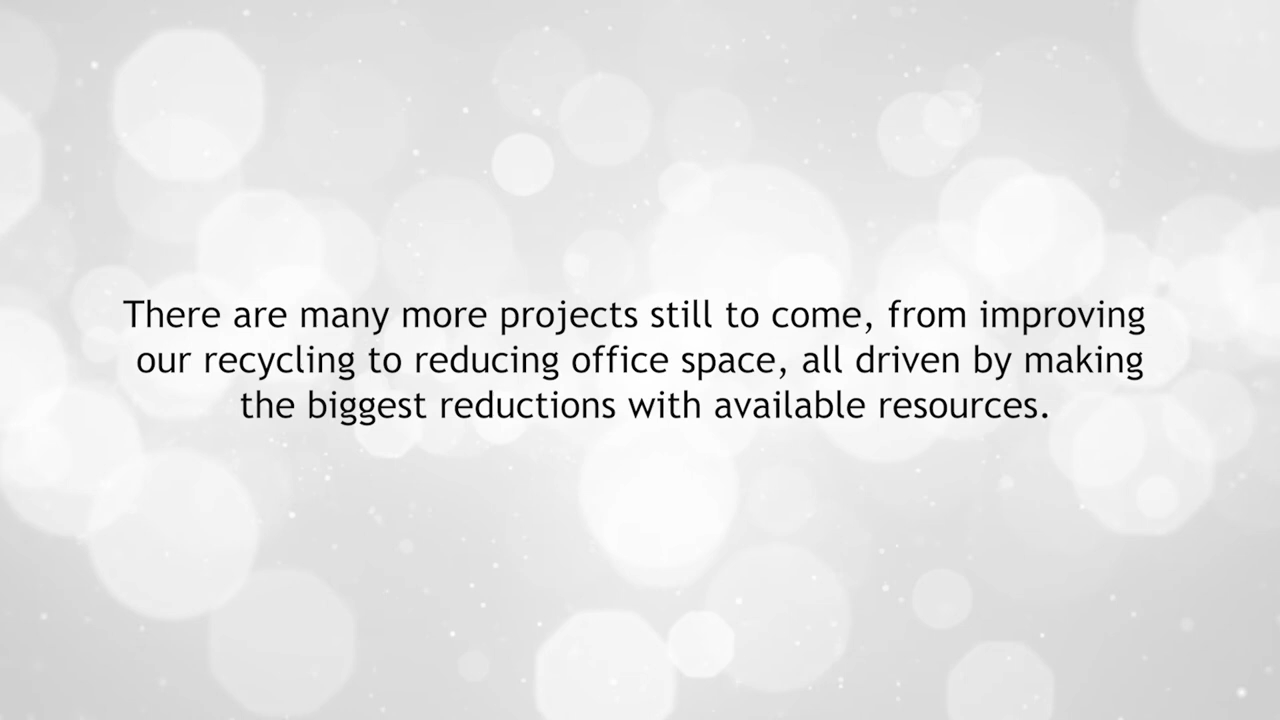 There are many more projects still to come, from improving
our recycling to reducing office space, all driven by making
the biggest reductions with available resources.